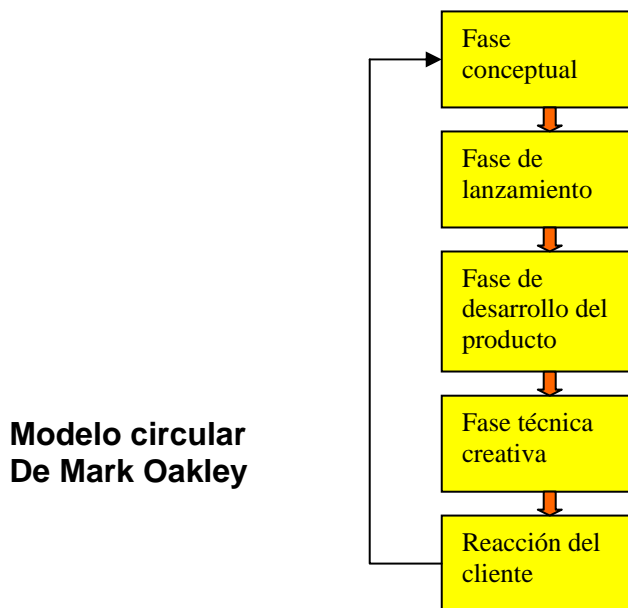 Fase
conceptual
Fase de
lanzamiento
Fase de
desarrollo del
producto
Fase técnica
creativa
Reacción del
cliente
Modelo circular
De Mark Oakley